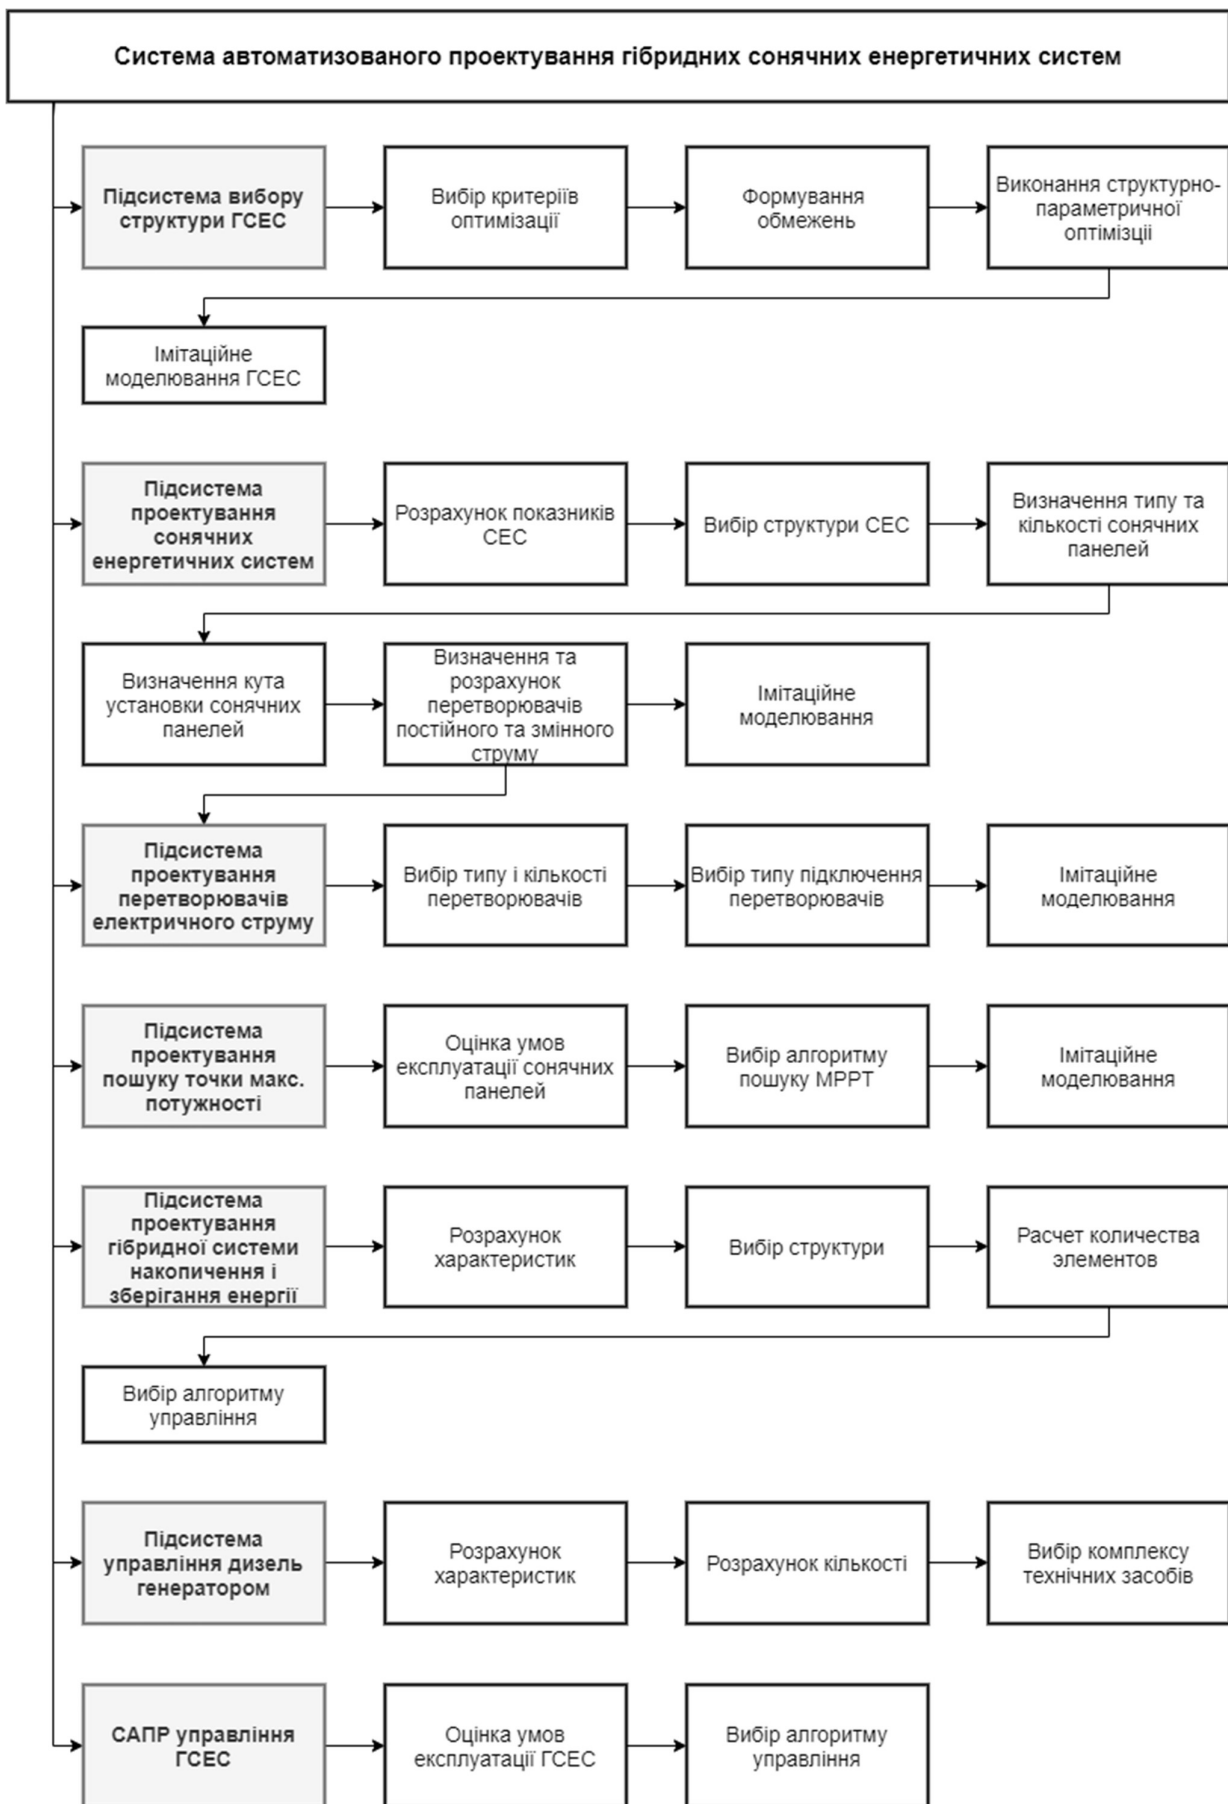 Система автоматизованого проектування гібридних сонячних енергетичних систем
Підсистема вибору
структури ГСЕС
Вибір критеріїв
оптимізації
Формування
обмежень
Виконання структурно-
параметричної
оптімізціі
Імітаційне
моделювання ГСЕС
Підсистема
проектування
сонячних
енергетичних систем
Розрахунок показників
СЕС
Вибір структури СЕС
Визначення типу та
кількості сонячних
панелей
Визначення кута
установки сонячних
панелей
Визначення та
розрахунок
перетворювачів
постійного та змінного
струму
Імітаційне
моделювання
Підсистема
проектування
перетворювачів
електричного струму
Вибір типу і кількості
перетворювачів
Вибір типу підключення
перетворювачів
Імітаційне
моделювання
Підсистема
проектування
пошуку точки макс.
потужності
Оцінка умов
експлуатації сонячних
панелей
Вибір алгоритму
пошуку МРРТ
Імітаційне
моделювання
Підсистема
проектування
гібридної системи
накопичення і
зберігання енергії
Розрахунок
характеристик
Вибір структури
Расчет количества
элементов
Вибір алгоритму
управління
Підсистема
управління дизель
генератором
Розрахунок
характеристик
Розрахунок кількості
Вибір комплексу
технічних засобів
САПР управління
ГСЕС
Оцінка умов
експлуатації ГСЕС
Вибір алгоритму
управління